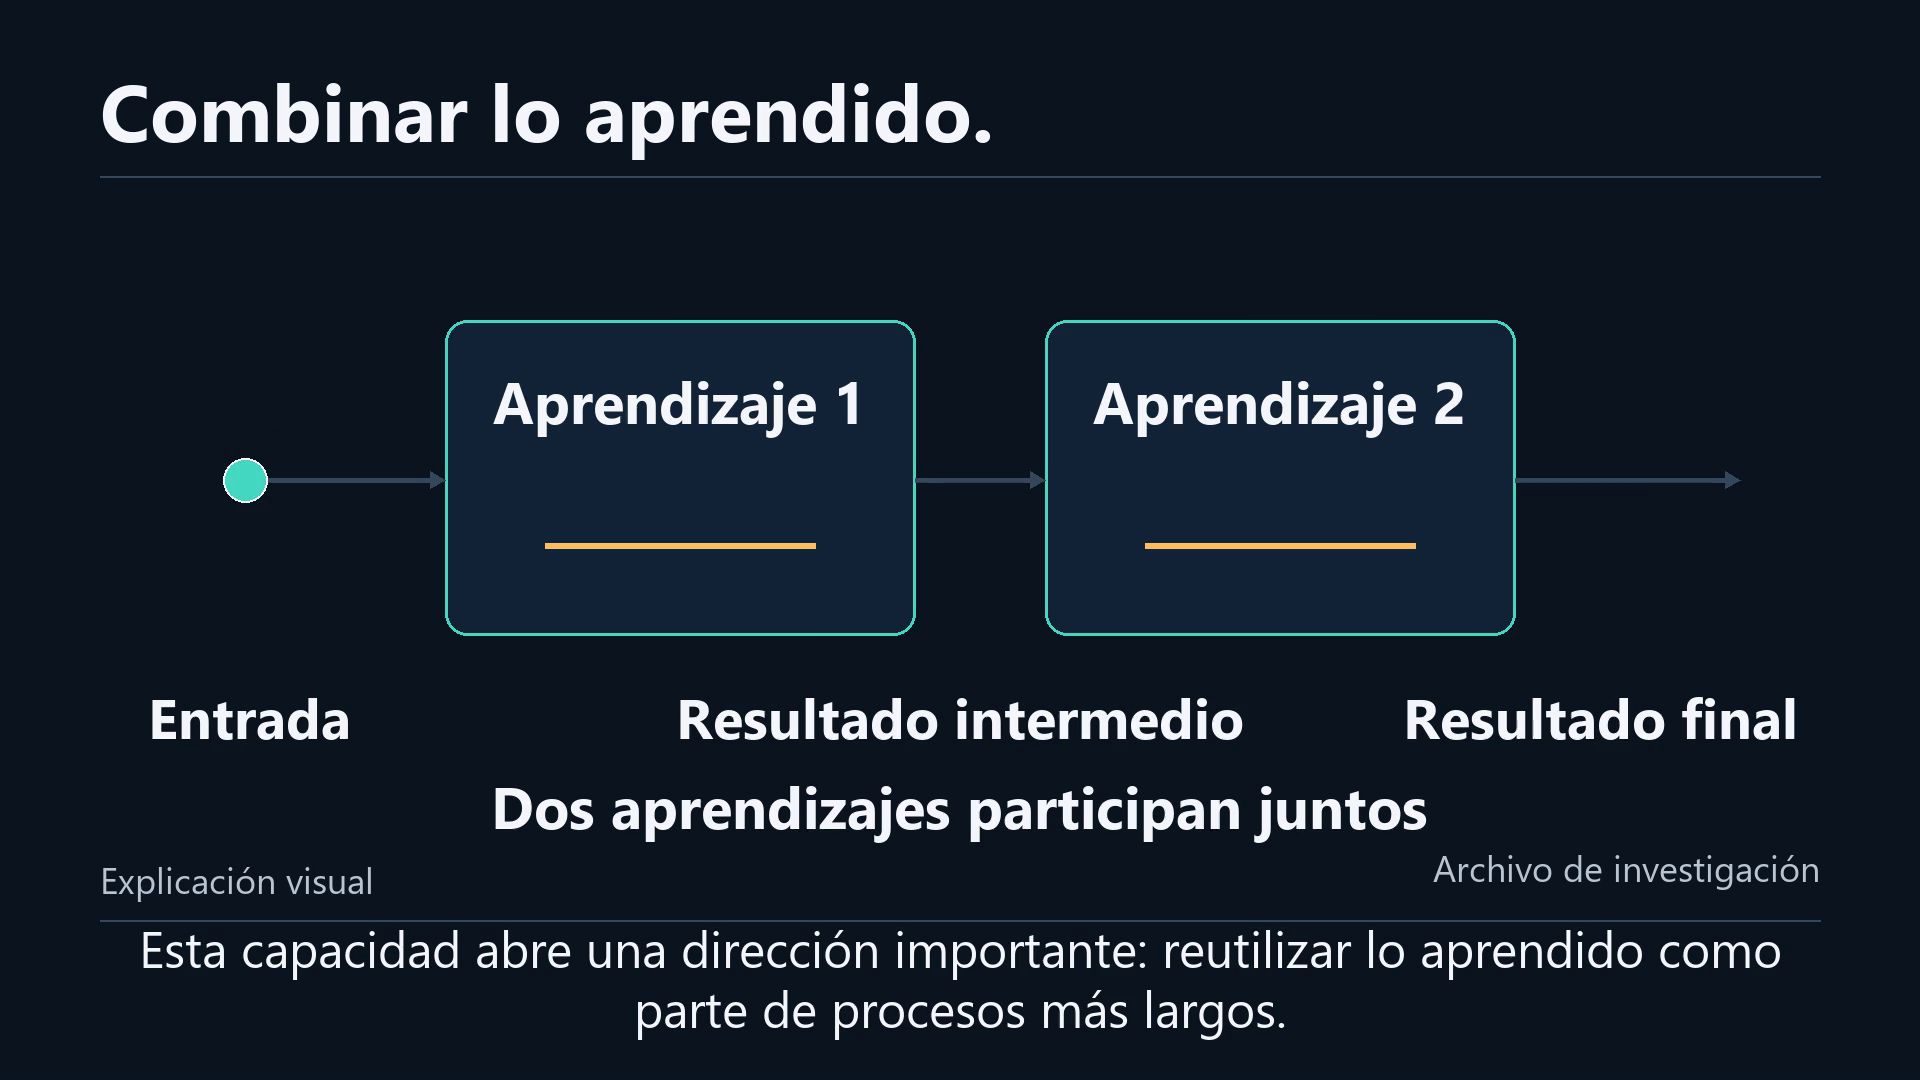 Combinar lo aprendido.
Aprendizaje 1
Aprendizaje 2
Entrada
Resultado intermedio
Resultado final
Dos aprendizajes participan juntos
Explicación visual
Archivo de investigación
Esta capacidad abre una dirección importante: reutilizar lo aprendido como
parte de procesos más largos.